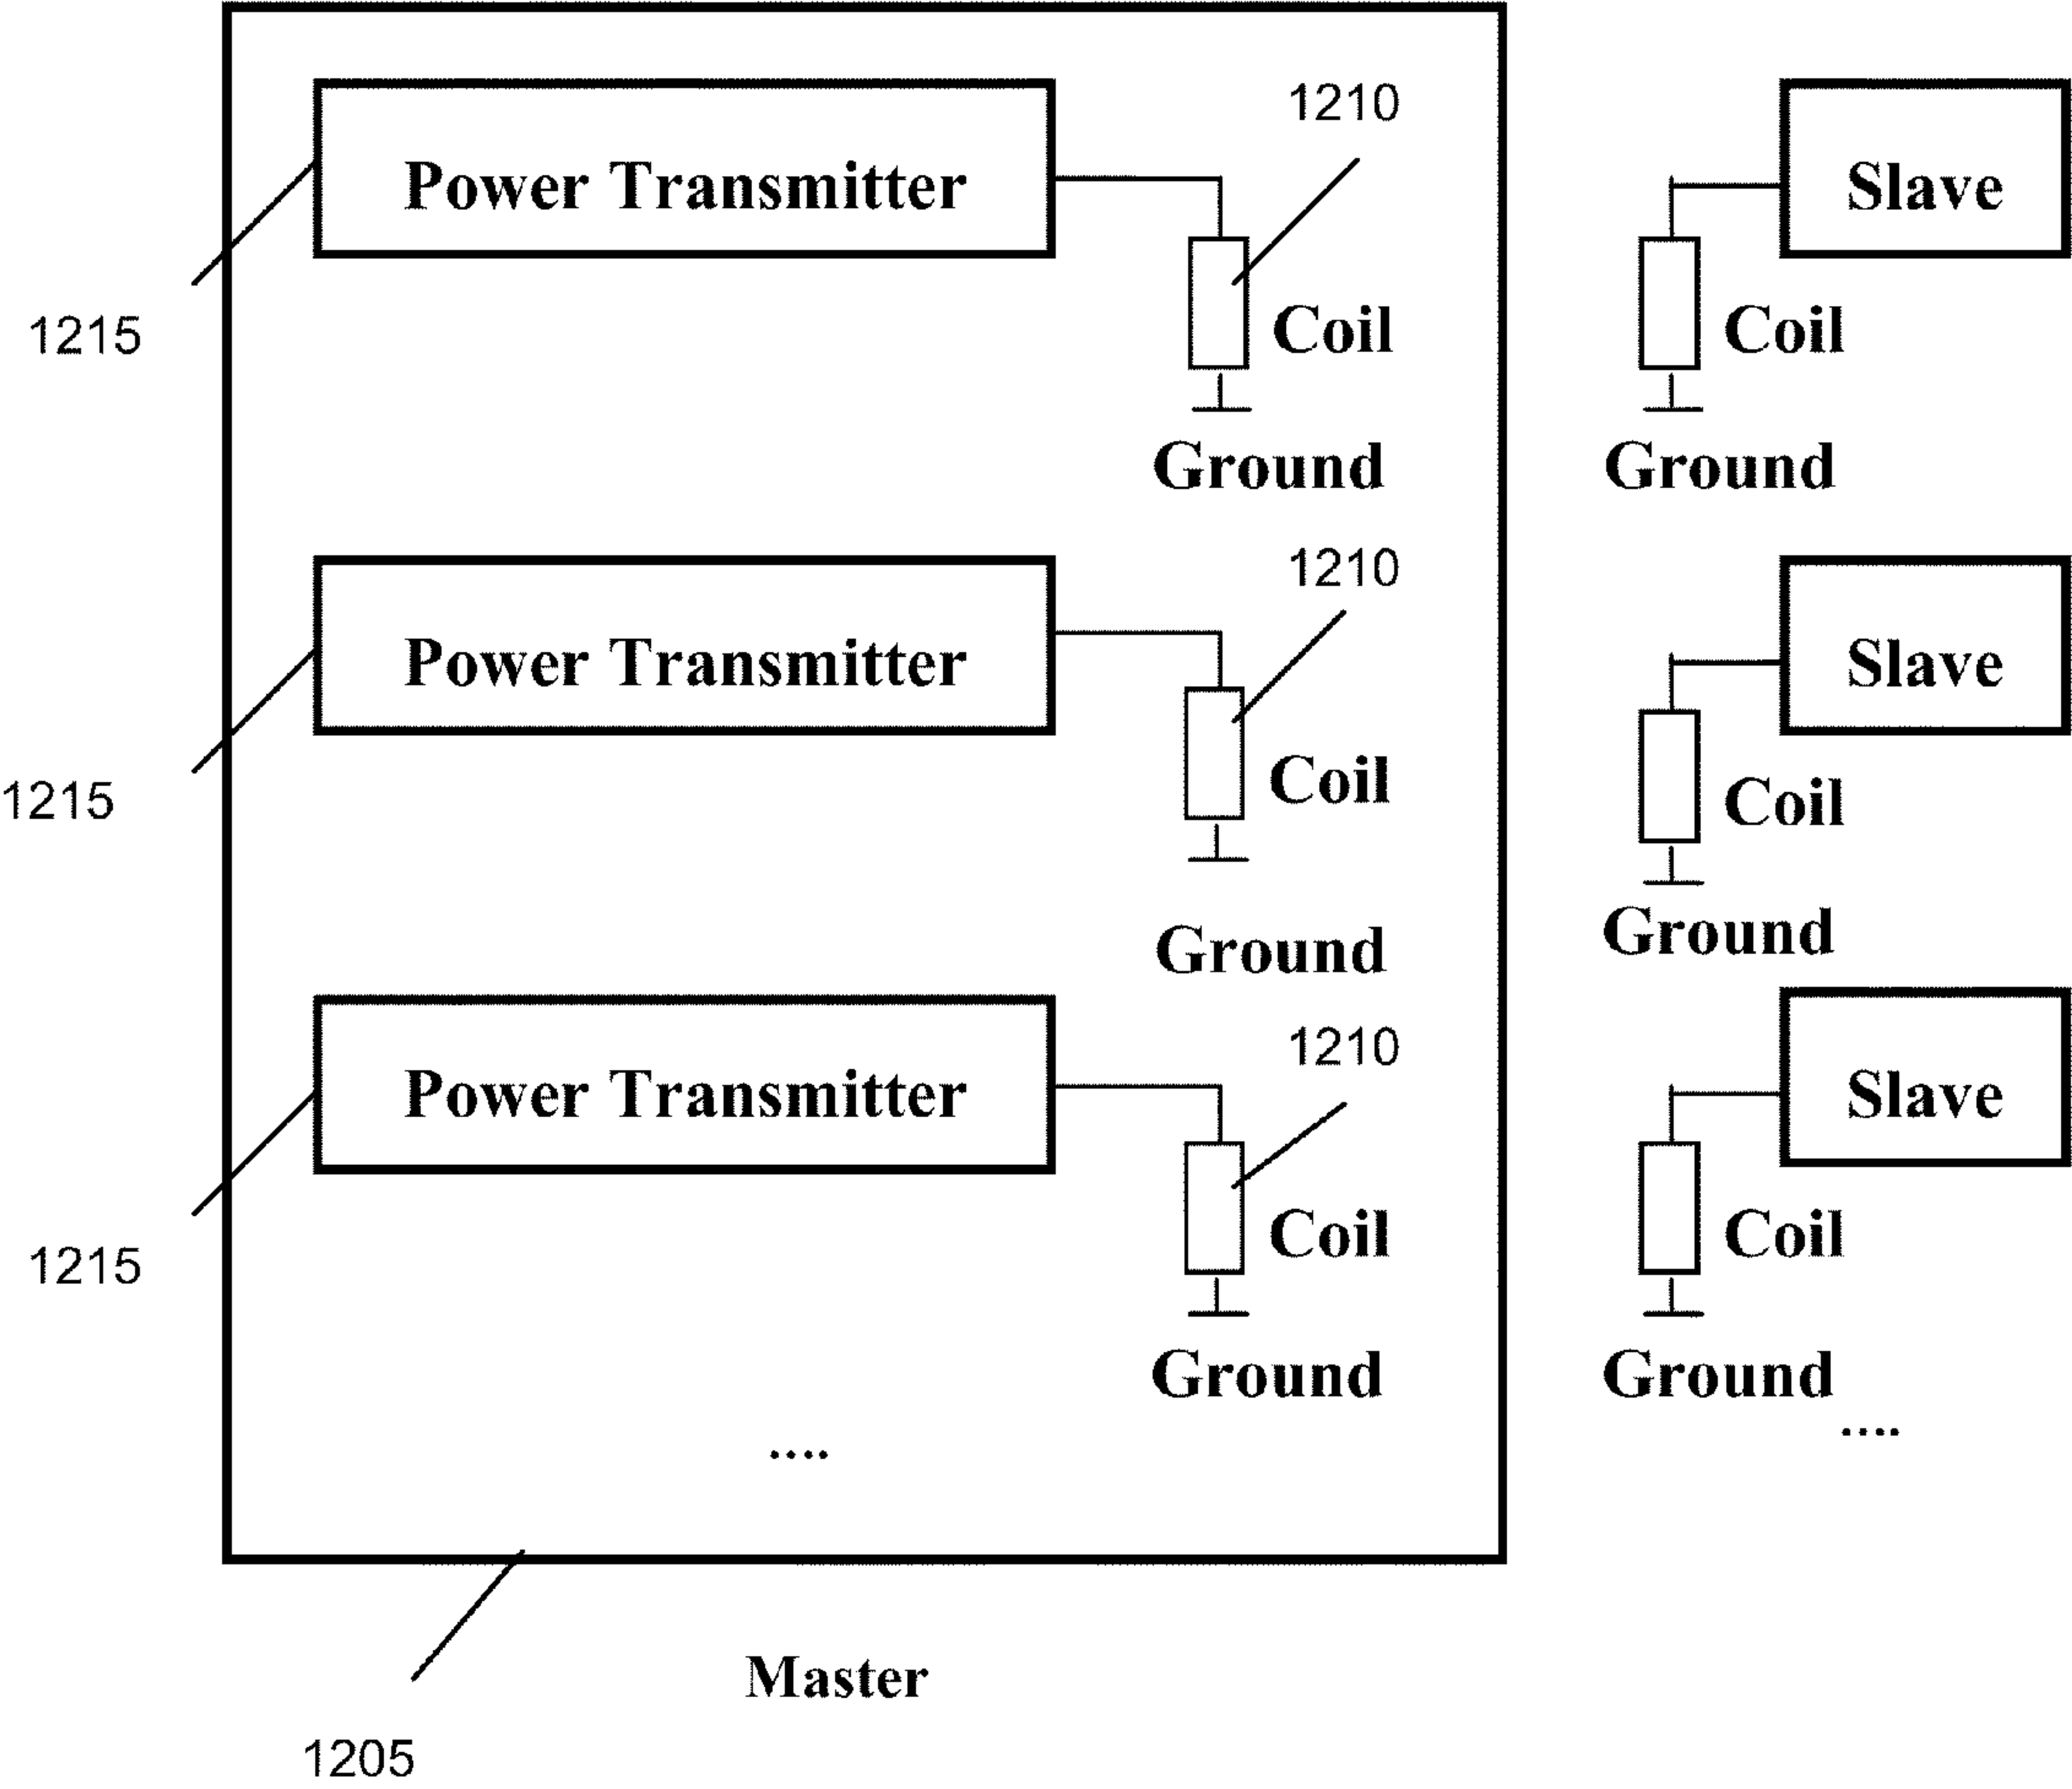 1210
Power Transmitter
Slave
1215
Coil
Coil
Ground
Ground
1210
Power Transmitter
Slave
1215
Coil
Coil
Ground
Ground
1210
Power Transmitter
Slave
1215
Coil
Coil
Ground
Ground
....
....
Master
1205